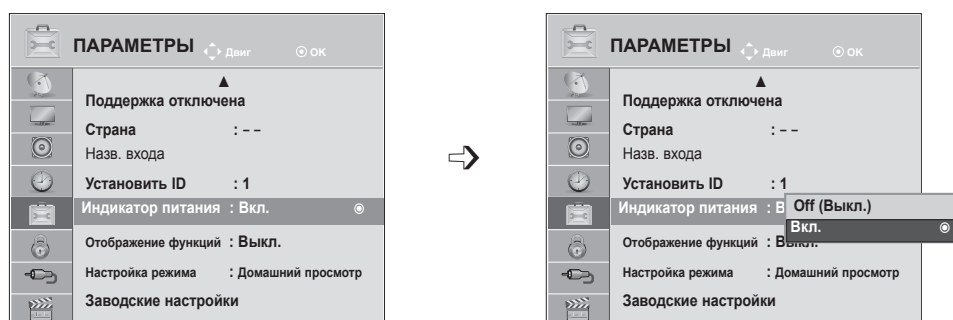 ПАРАМЕТРЫ Двиг ОК
Поддержка отключена
Страна : – –
Назв. входа
Установить ID : 1
Индикатор питания : Вкл.
Отображение функций : Выкл.
Настройка режима : Домашний просмотр
Заводские настройки
ПАРАМЕТРЫ Двиг ОК
Поддержка отключена
Страна : – –
Назв. входа
Установить ID : 1
Индикатор питания : В
Off (Выкл.)
Вкл.
Отображение функций : Выкл.
Настройка режима : Домашний просмотр
Заводские настройки